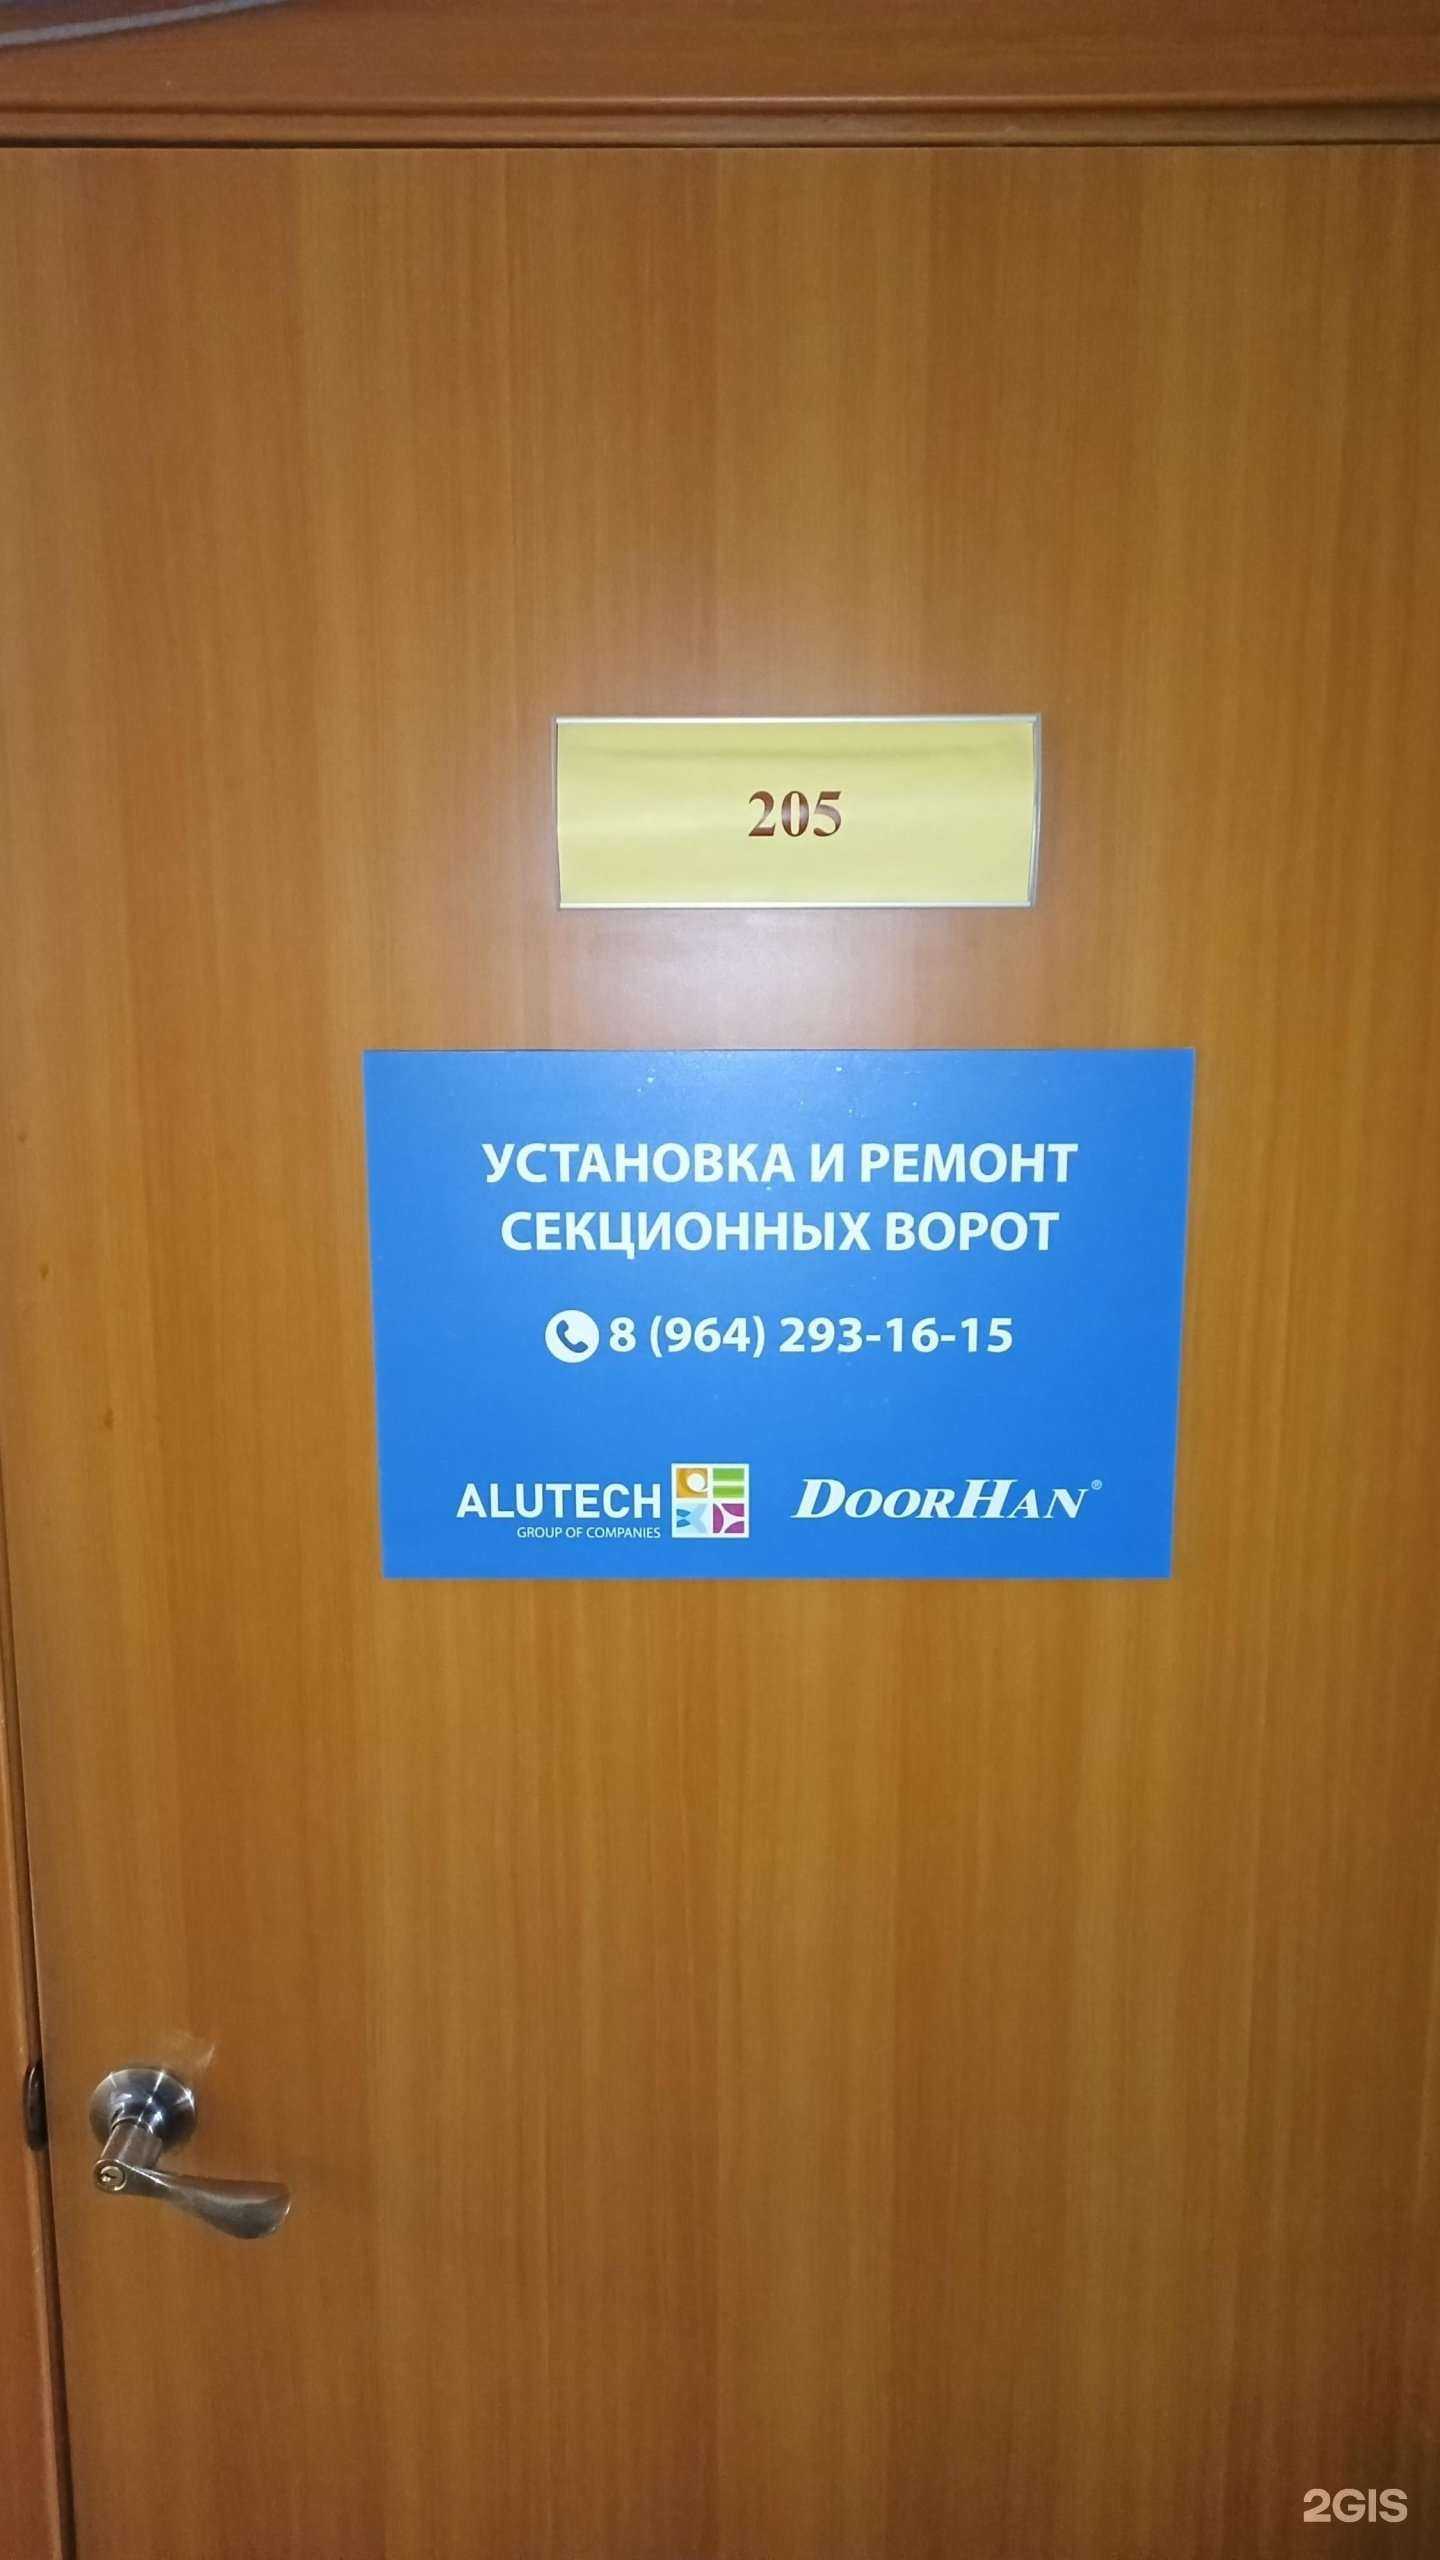 205
УСТАНОВКА И РЕМОНТ
СЕКЦИОННЫХ ВОРОТ
8 (964) 293-16-15
ALUTECH DOORHAN®
GROUP OF COMPANIES
2GIS